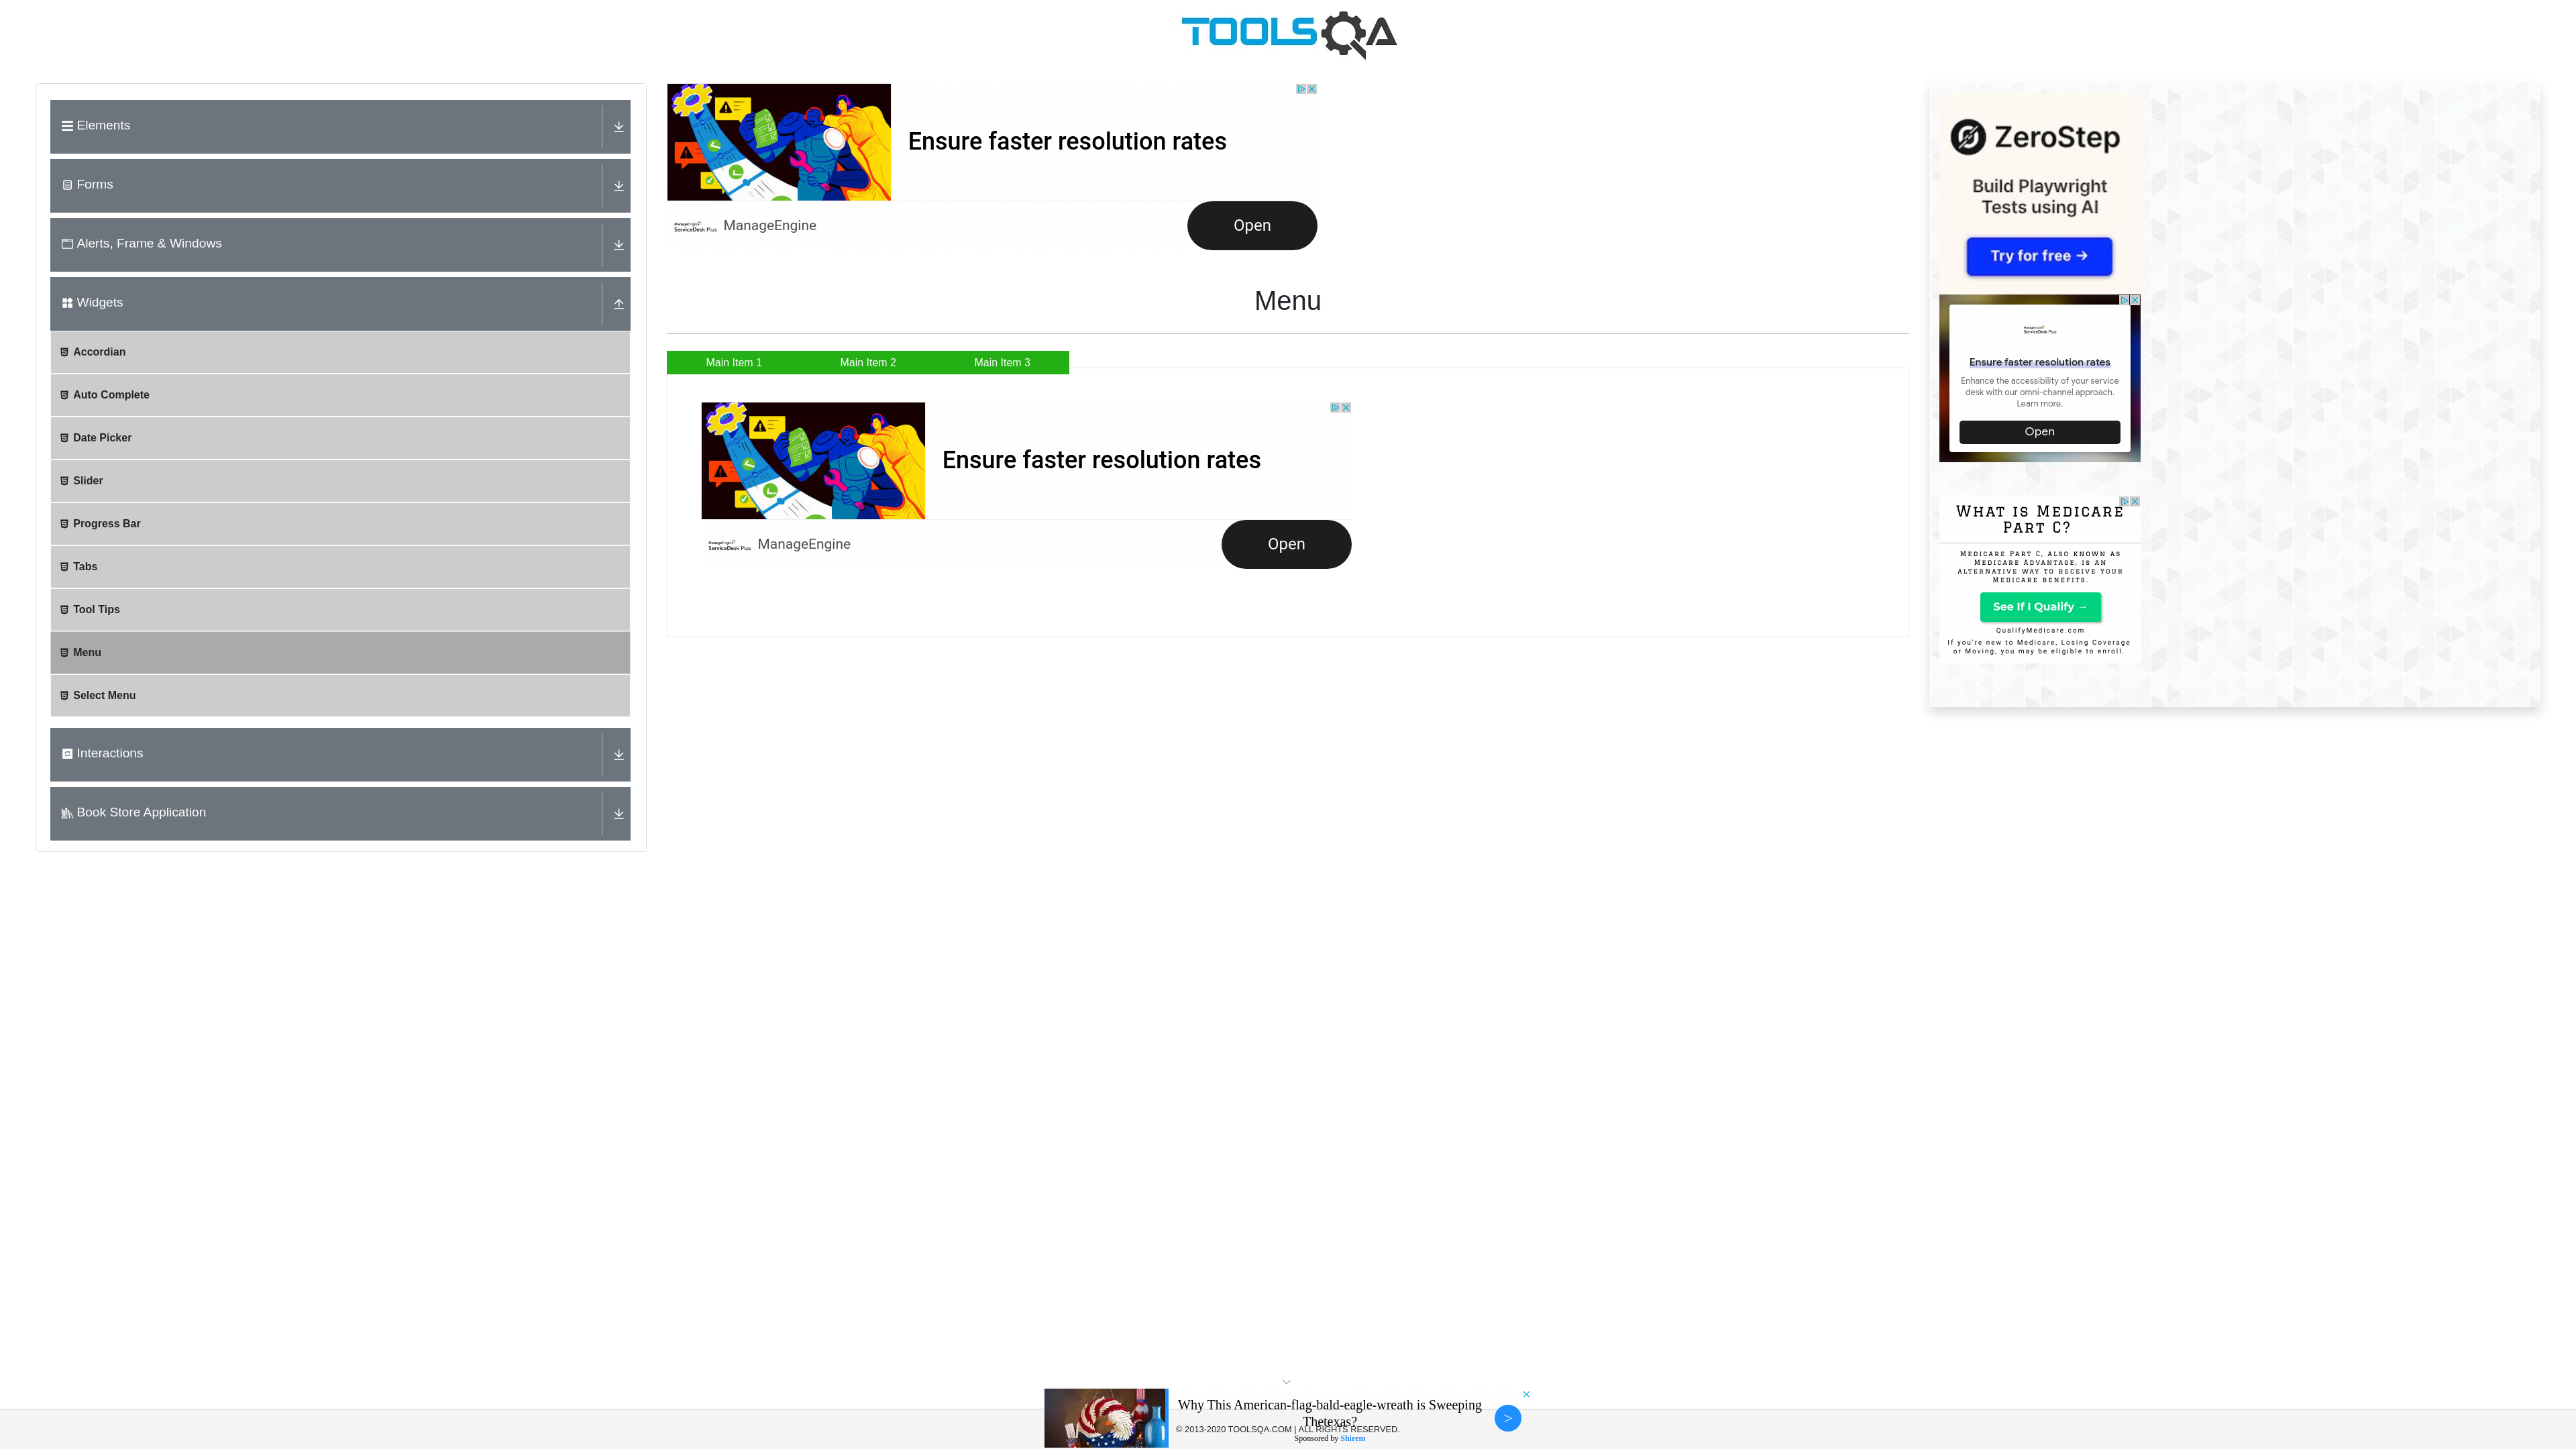 TOOLSQA
Elements
Forms
Alerts, Frame & Windows
Widgets
Accordian
Auto Complete
Date Picker
Slider
Progress Bar
Tabs
Tool Tips
Menu
Select Menu
Interactions
Book Store Application
Ensure faster resolution rates
ManageEngine
ServiceDesk Plus
ManageEngine
Open
Menu
Main Item 1
Main Item 2
Main Item 3
Ensure faster resolution rates
ManageEngine
ServiceDesk Plus
ManageEngine
Open
ZeroStep
Build Playwright
Tests using AI
Try for free →
ManageEngine
ServiceDesk Plus
Ensure faster resolution rates
Enhance the accessibility of your service
desk with our omni-channel approach.
Learn more.
Open
What is Medicare
Part C?
Medicare Part C, also known as
Medicare Advantage, is an
alternative way to receive your
Medicare benefits.
See If I Qualify →
QualifyMedicare.com
If you're new to Medicare, Losing Coverage
or Moving, you may be eligible to enroll.
Why This American-flag-bald-eagle-wreath is Sweeping
Thetexas?
© 2013-2020 TOOLSQA.COM | ALL RIGHTS RESERVED.
Sponsored by Shirem
>